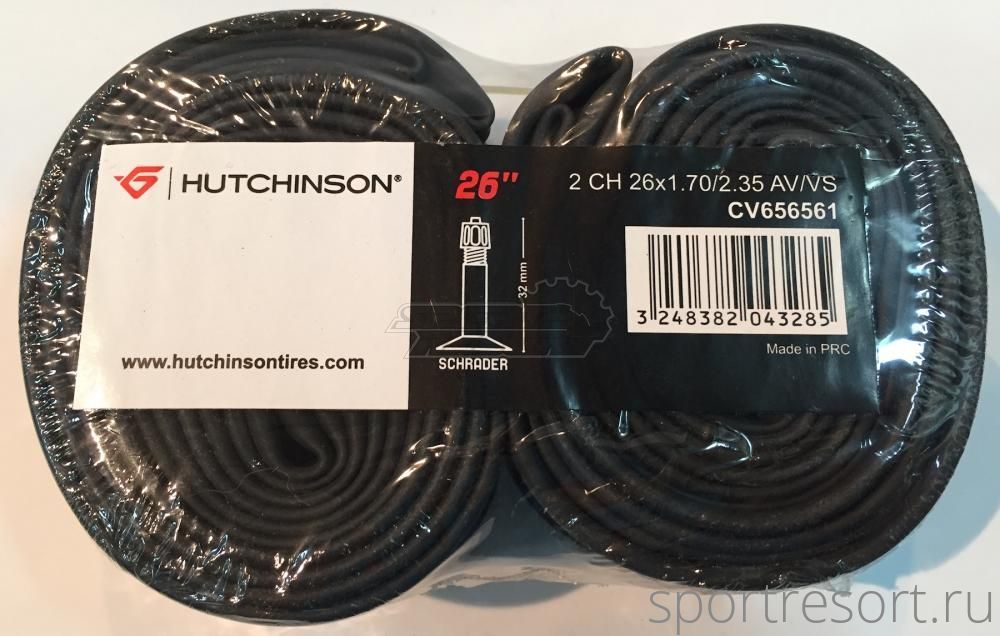 HUTCHINSON®
www.hutchinsontires.com
26"
32 mm
SCHRADER
2 CH 26x1.70/2.35 AV/VS
CV656561
3 248382 043285
Made in PRC
sportresort.ru